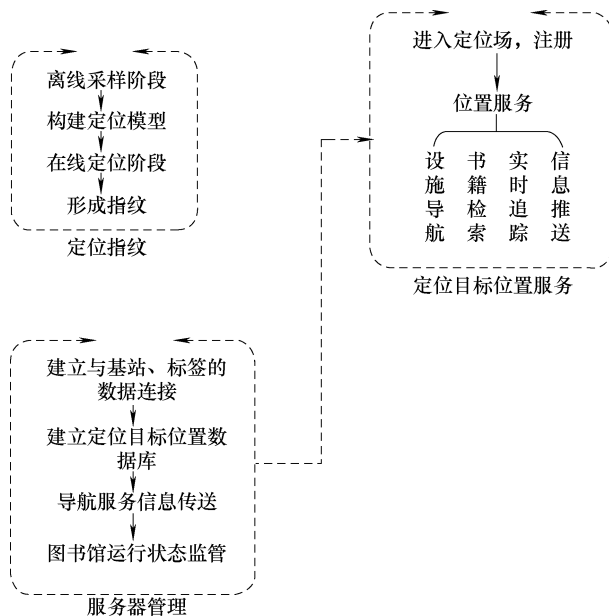 离线采样阶段
构建定位模型
在线定位阶段
形成指纹
定位指纹
进入定位场，注册
位置服务
设施导航
书籍检索
实时追踪
信息推送
定位目标位置服务
建立与基站、标签的
数据连接
建立定位目标位置数
据库
导航服务信息传送
图书馆运行状态监管
服务器管理